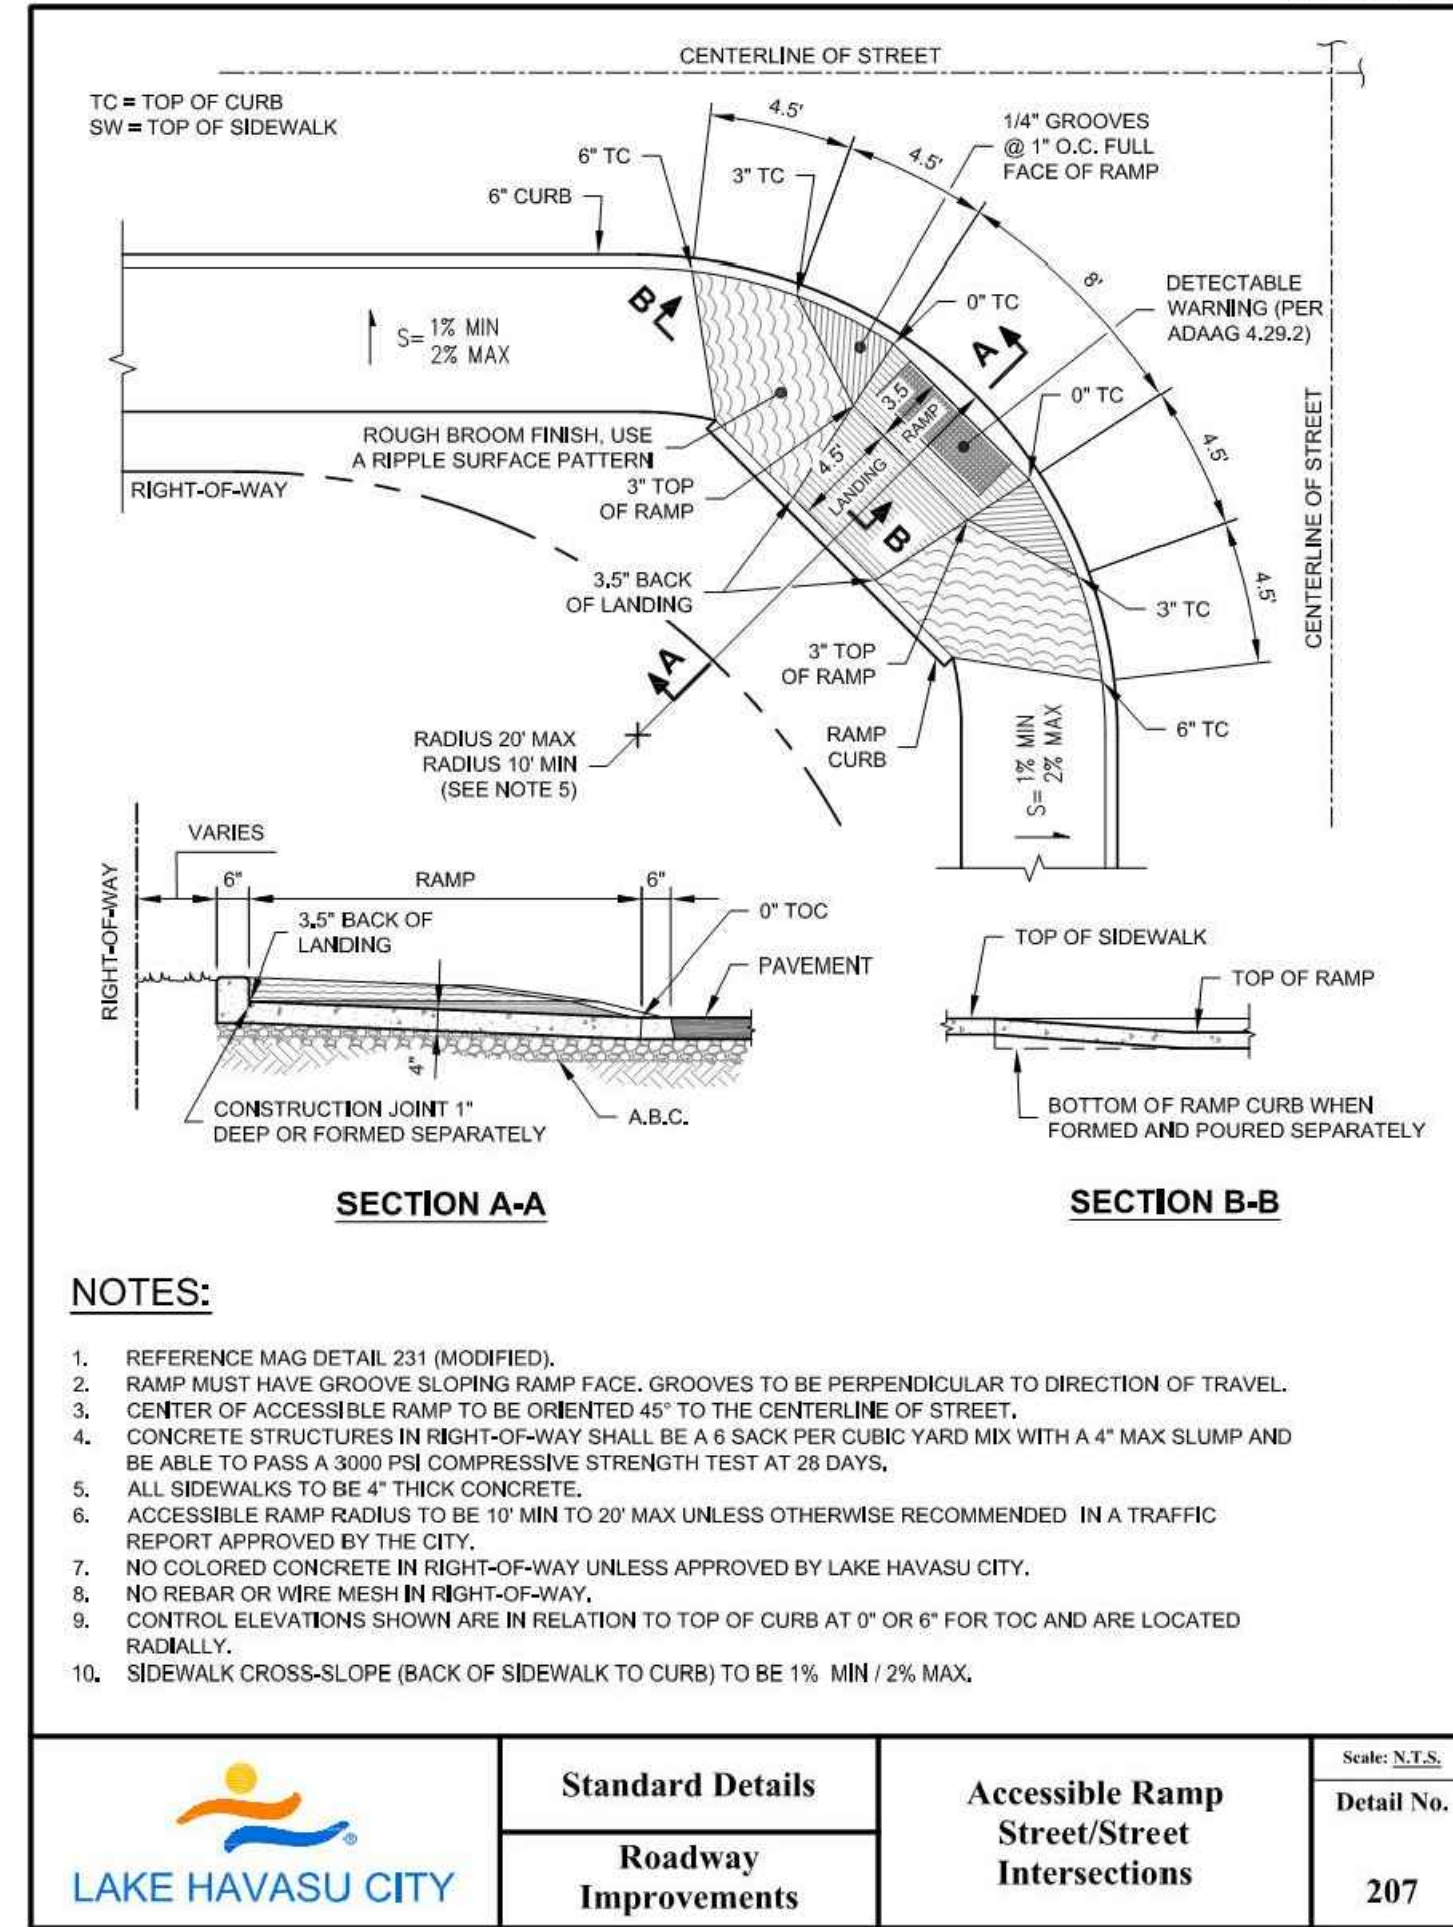 CENTERLINE OF STREET
TC = TOP OF CURB
SW = TOP OF SIDEWALK
4.5'
4.5'
8'
4.5'
4.5'
1/4" GROOVES
@ 1" O.C. FULL
FACE OF RAMP
6" TC
3" TC
6" CURB
0" TC
DETECTABLE
WARNING (PER
ADAAG 4.29.2)
B
A
S= 1% MIN
2% MAX
0" TC
CENTERLINE OF STREET
3.5
RAMP
4.5'
LANDING
ROUGH BROOM FINISH, USE
A RIPPLE SURFACE PATTERN
3" TOP
OF RAMP
RIGHT-OF-WAY
B
3.5" BACK
OF LANDING
3" TC
3" TOP
OF RAMP
A
6" TC
RAMP
CURB
RADIUS 20' MAX
RADIUS 10' MIN
(SEE NOTE 5)
S= 1% MIN
2% MAX
VARIES
RIGHT-OF-WAY
6"
RAMP
6"
3.5" BACK OF
LANDING
0" TOC
PAVEMENT
4"
CONSTRUCTION JOINT 1"
DEEP OR FORMED SEPARATELY
A.B.C.
SECTION A-A
TOP OF SIDEWALK
TOP OF RAMP
BOTTOM OF RAMP CURB WHEN
FORMED AND POURED SEPARATELY
SECTION B-B
NOTES:
1. REFERENCE MAG DETAIL 231 (MODIFIED).
2. RAMP MUST HAVE GROOVE SLOPING RAMP FACE. GROOVES TO BE PERPENDICULAR TO DIRECTION OF TRAVEL.
3. CENTER OF ACCESSIBLE RAMP TO BE ORIENTED 45° TO THE CENTERLINE OF STREET.
4. CONCRETE STRUCTURES IN RIGHT-OF-WAY SHALL BE A 6 SACK PER CUBIC YARD MIX WITH A 4" MAX SLUMP AND
BE ABLE TO PASS A 3000 PSI COMPRESSIVE STRENGTH TEST AT 28 DAYS.
5. ALL SIDEWALKS TO BE 4" THICK CONCRETE.
6. ACCESSIBLE RAMP RADIUS TO BE 10' MIN TO 20' MAX UNLESS OTHERWISE RECOMMENDED IN A TRAFFIC
REPORT APPROVED BY THE CITY.
7. NO COLORED CONCRETE IN RIGHT-OF-WAY UNLESS APPROVED BY LAKE HAVASU CITY.
8. NO REBAR OR WIRE MESH IN RIGHT-OF-WAY.
9. CONTROL ELEVATIONS SHOWN ARE IN RELATION TO TOP OF CURB AT 0" OR 6" FOR TOC AND ARE LOCATED
RADIALLY.
10. SIDEWALK CROSS-SLOPE (BACK OF SIDEWALK TO CURB) TO BE 1% MIN / 2% MAX.
®
LAKE HAVASU CITY
Standard Details
Roadway
Improvements
Accessible Ramp
Street/Street
Intersections
Scale: N.T.S.
Detail No.
207